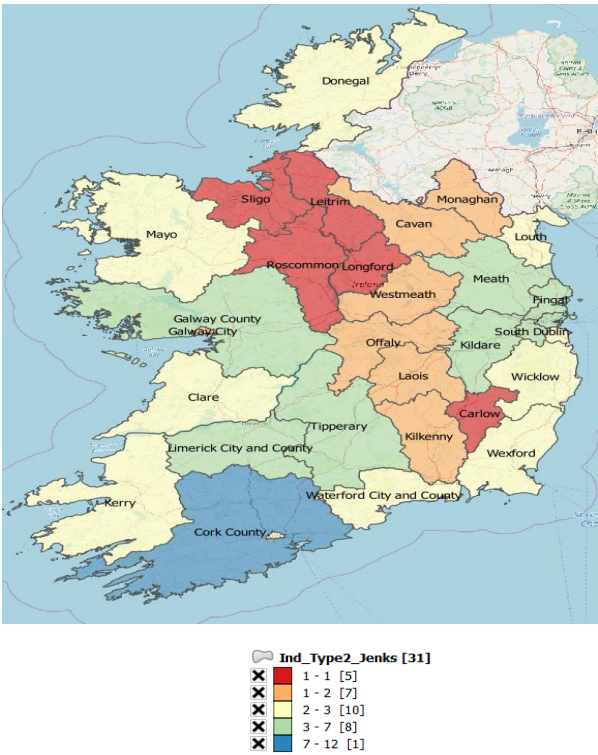 Donegal
Sligo
Leitrim
Monaghan
Cavan
Mayo
Louth
Roscommon
Longford
Ireland
Meath
Westmeath
Fingal
Galway County
Galway City
South Dublin
Offaly
Kildare
Laois
Wicklow
Clare
Carlow
Tipperary
Kilkenny
Limerick City and County
Wexford
Waterford City and County
Kerry
Cork County
Ind_Type2_Jenks [31]
1 - 1 [5]
1 - 2 [7]
2 - 3 [10]
3 - 7 [8]
7 - 12 [1]